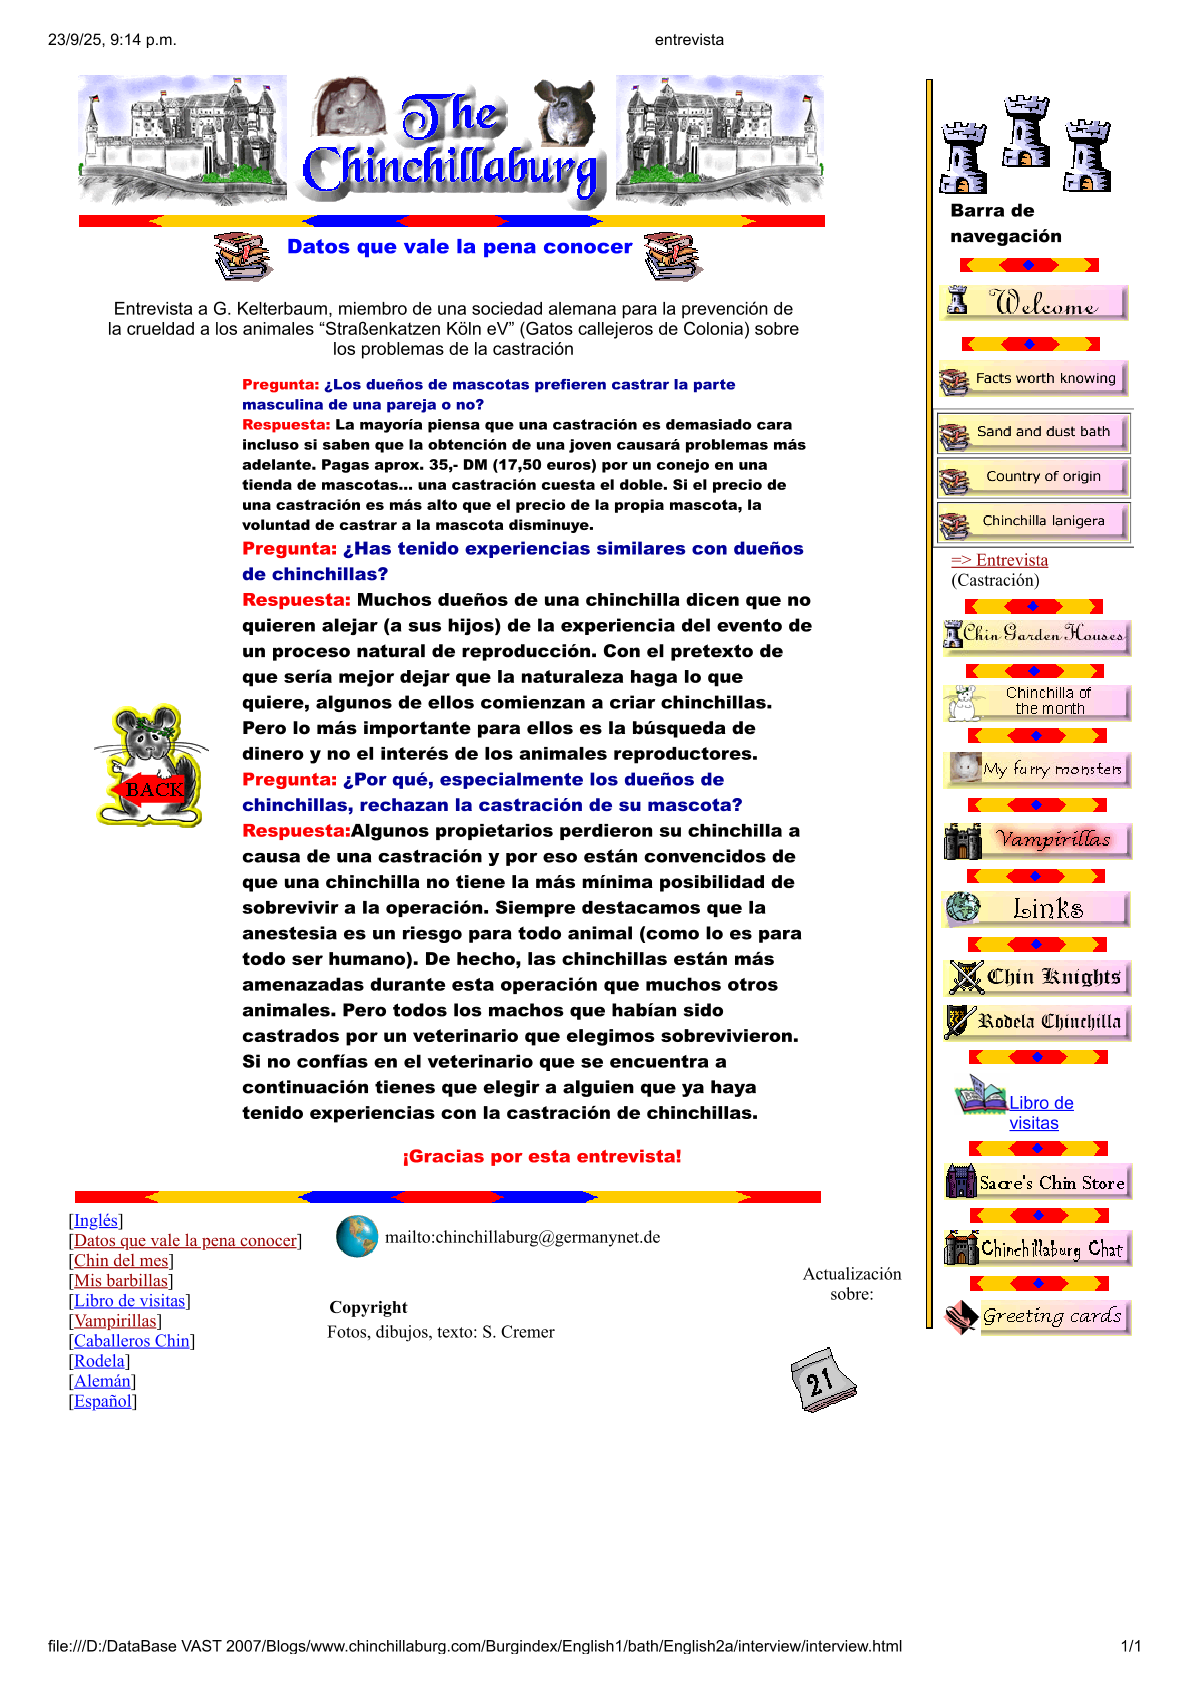 23/9/25, 9:14 p.m.
entrevista
The
Chinchillaburg
Datos que vale la pena conocer
Entrevista a G. Kelterbaum, miembro de una sociedad alemana para la prevención de
la crueldad a los animales “Straßenkatzen Köln eV” (Gatos callejeros de Colonia) sobre
los problemas de la castración
Pregunta: ¿Los dueños de mascotas prefieren castrar la parte
masculina de una pareja o no?
Respuesta: La mayoría piensa que una castración es demasiado cara
incluso si saben que la obtención de una joven causará problemas más
adelante. Pagas aprox. 35,- DM (17,50 euros) por un conejo en una
tienda de mascotas... una castración cuesta el doble. Si el precio de
una castración es más alto que el precio de la propia mascota, la
voluntad de castrar a la mascota disminuye.
Pregunta: ¿Has tenido experiencias similares con dueños
de chinchillas?
Respuesta: Muchos dueños de una chinchilla dicen que no
quieren alejar (a sus hijos) de la experiencia del evento de
un proceso natural de reproducción. Con el pretexto de
que sería mejor dejar que la naturaleza haga lo que
quiere, algunos de ellos comienzan a criar chinchillas.
Pero lo más importante para ellos es la búsqueda de
dinero y no el interés de los animales reproductores.
Pregunta: ¿Por qué, especialmente los dueños de
chinchillas, rechazan la castración de su mascota?
Respuesta:Algunos propietarios perdieron su chinchilla a
causa de una castración y por eso están convencidos de
que una chinchilla no tiene la más mínima posibilidad de
sobrevivir a la operación. Siempre destacamos que la
anestesia es un riesgo para todo animal (como lo es para
todo ser humano). De hecho, las chinchillas están más
amenazadas durante esta operación que muchos otros
animales. Pero todos los machos que habían sido
castrados por un veterinario que elegimos sobrevivieron.
Si no confías en el veterinario que se encuentra a
continuación tienes que elegir a alguien que ya haya
tenido experiencias con la castración de chinchillas.
BACK
¡Gracias por esta entrevista!
[Inglés]
[Datos que vale la pena conocer]
[Chin del mes]
[Mis barbillas]
[Libro de visitas]
[Vampirillas]
[Caballeros Chin]
[Rodela]
[Alemán]
[Español]
mailto:chinchillaburg@germanynet.de
Copyright
Fotos, dibujos, texto: S. Cremer
Actualización
sobre:
21
Barra de
navegación
Welcome
Facts worth knowing
Sand and dust bath
Country of origin
Chinchilla lanigera
=> Entrevista
(Castración)
Chin Garden Houses
Chinchilla of
the month
My furry monsters
Vampirillas
Links
Chin Knights
Rodela Chinchilla
Libro de
visitas
Sacre's Chin Store
Chinchillaburg Chat
Greeting cards
file:///D:/DataBase VAST 2007/Blogs/www.chinchillaburg.com/Burgindex/English1/bath/English2a/interview/interview.html
1/1